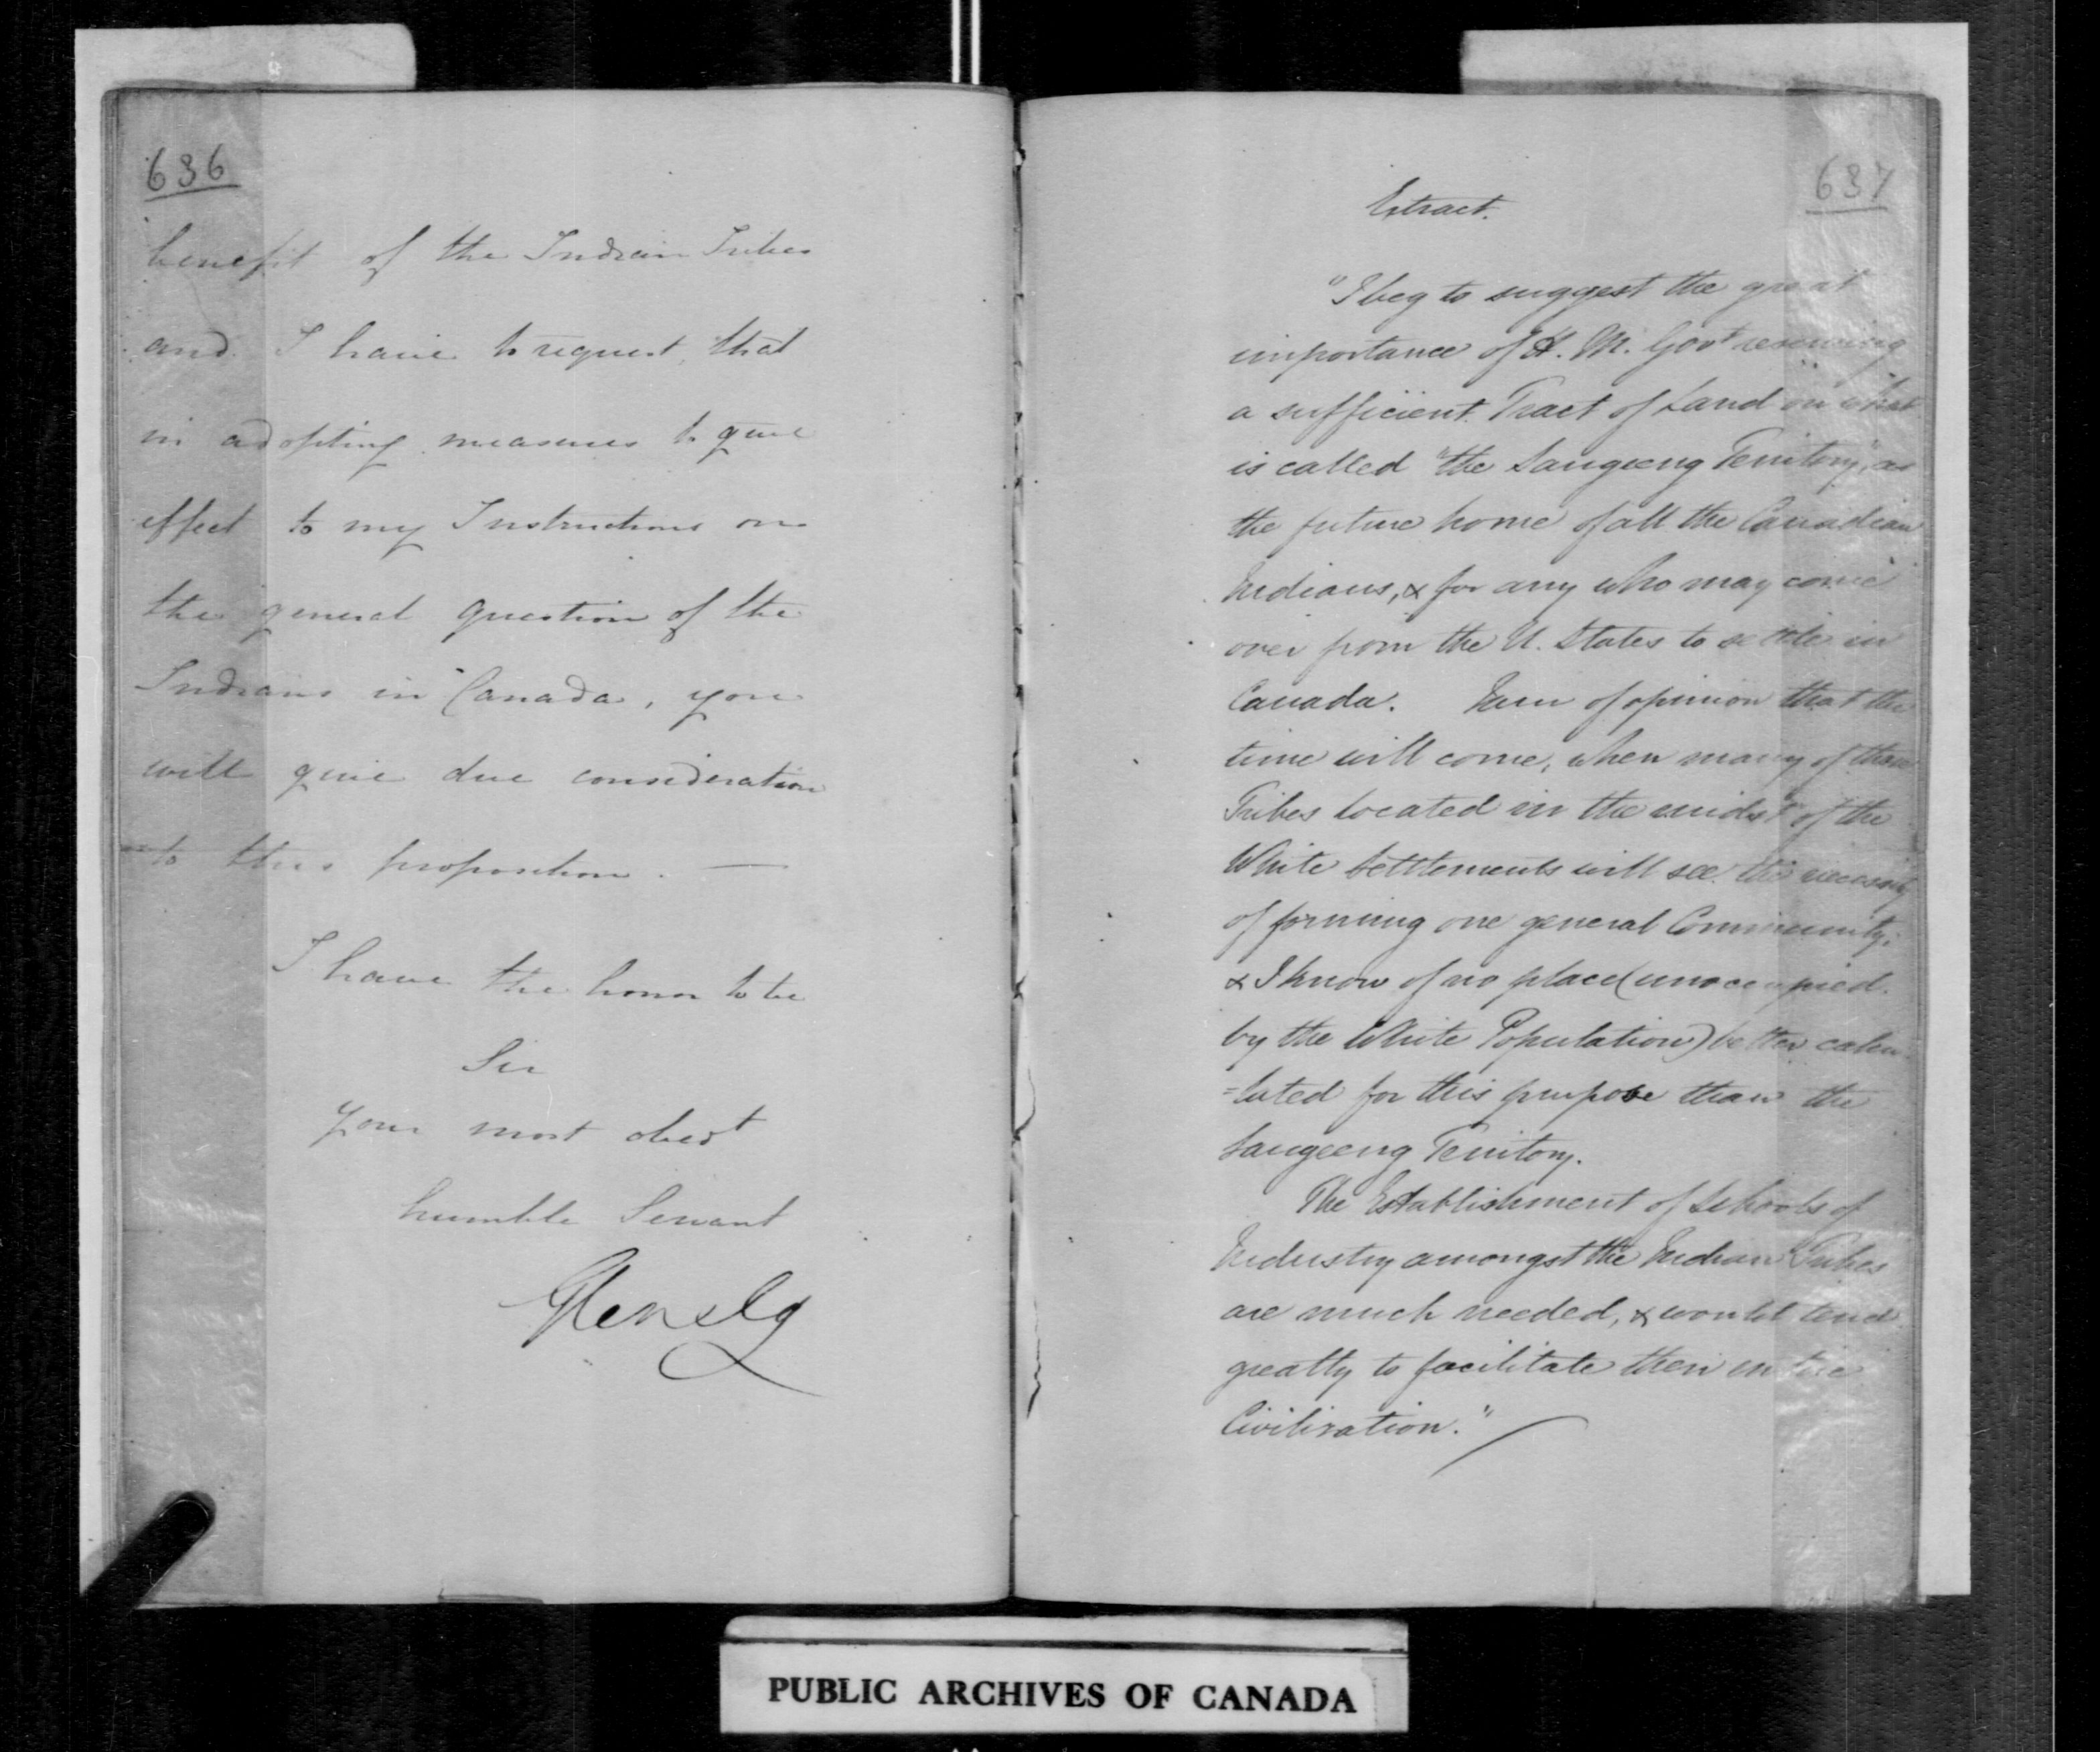 636
benefit of the Indian Tribes
and I have to request that
in adopting measures to give
effect to my Instructions on
the general question of the
Indians in Canada, you
will give due consideration
to this proposition. —
I have the honor to be
Sir
Your most obedt
humble Servant
Glenelg
637
Extract.
"I beg to suggest the great
importance of H. M. Govt reserving
a sufficient Tract of Land in what
is called "the Saugeeng Territory", as
the future home of all the Canadian
Indians, & for any who may come
over from the U. States to settle in
Canada. I am of opinion that the
time will come, when many of those
Tribes located in the midst of the
White Settlements will see the necessity
of forming one general Community;
& I know of no place (unoccupied
by the White Population) better calcu-
=lated for this purpose than the
Saugeeng Territory.
The Establishment of Schools of
Industry amongst the Indian Tribes
are much needed, & would tend
greatly to facilitate their entire
Civilization."
PUBLIC ARCHIVES OF CANADA